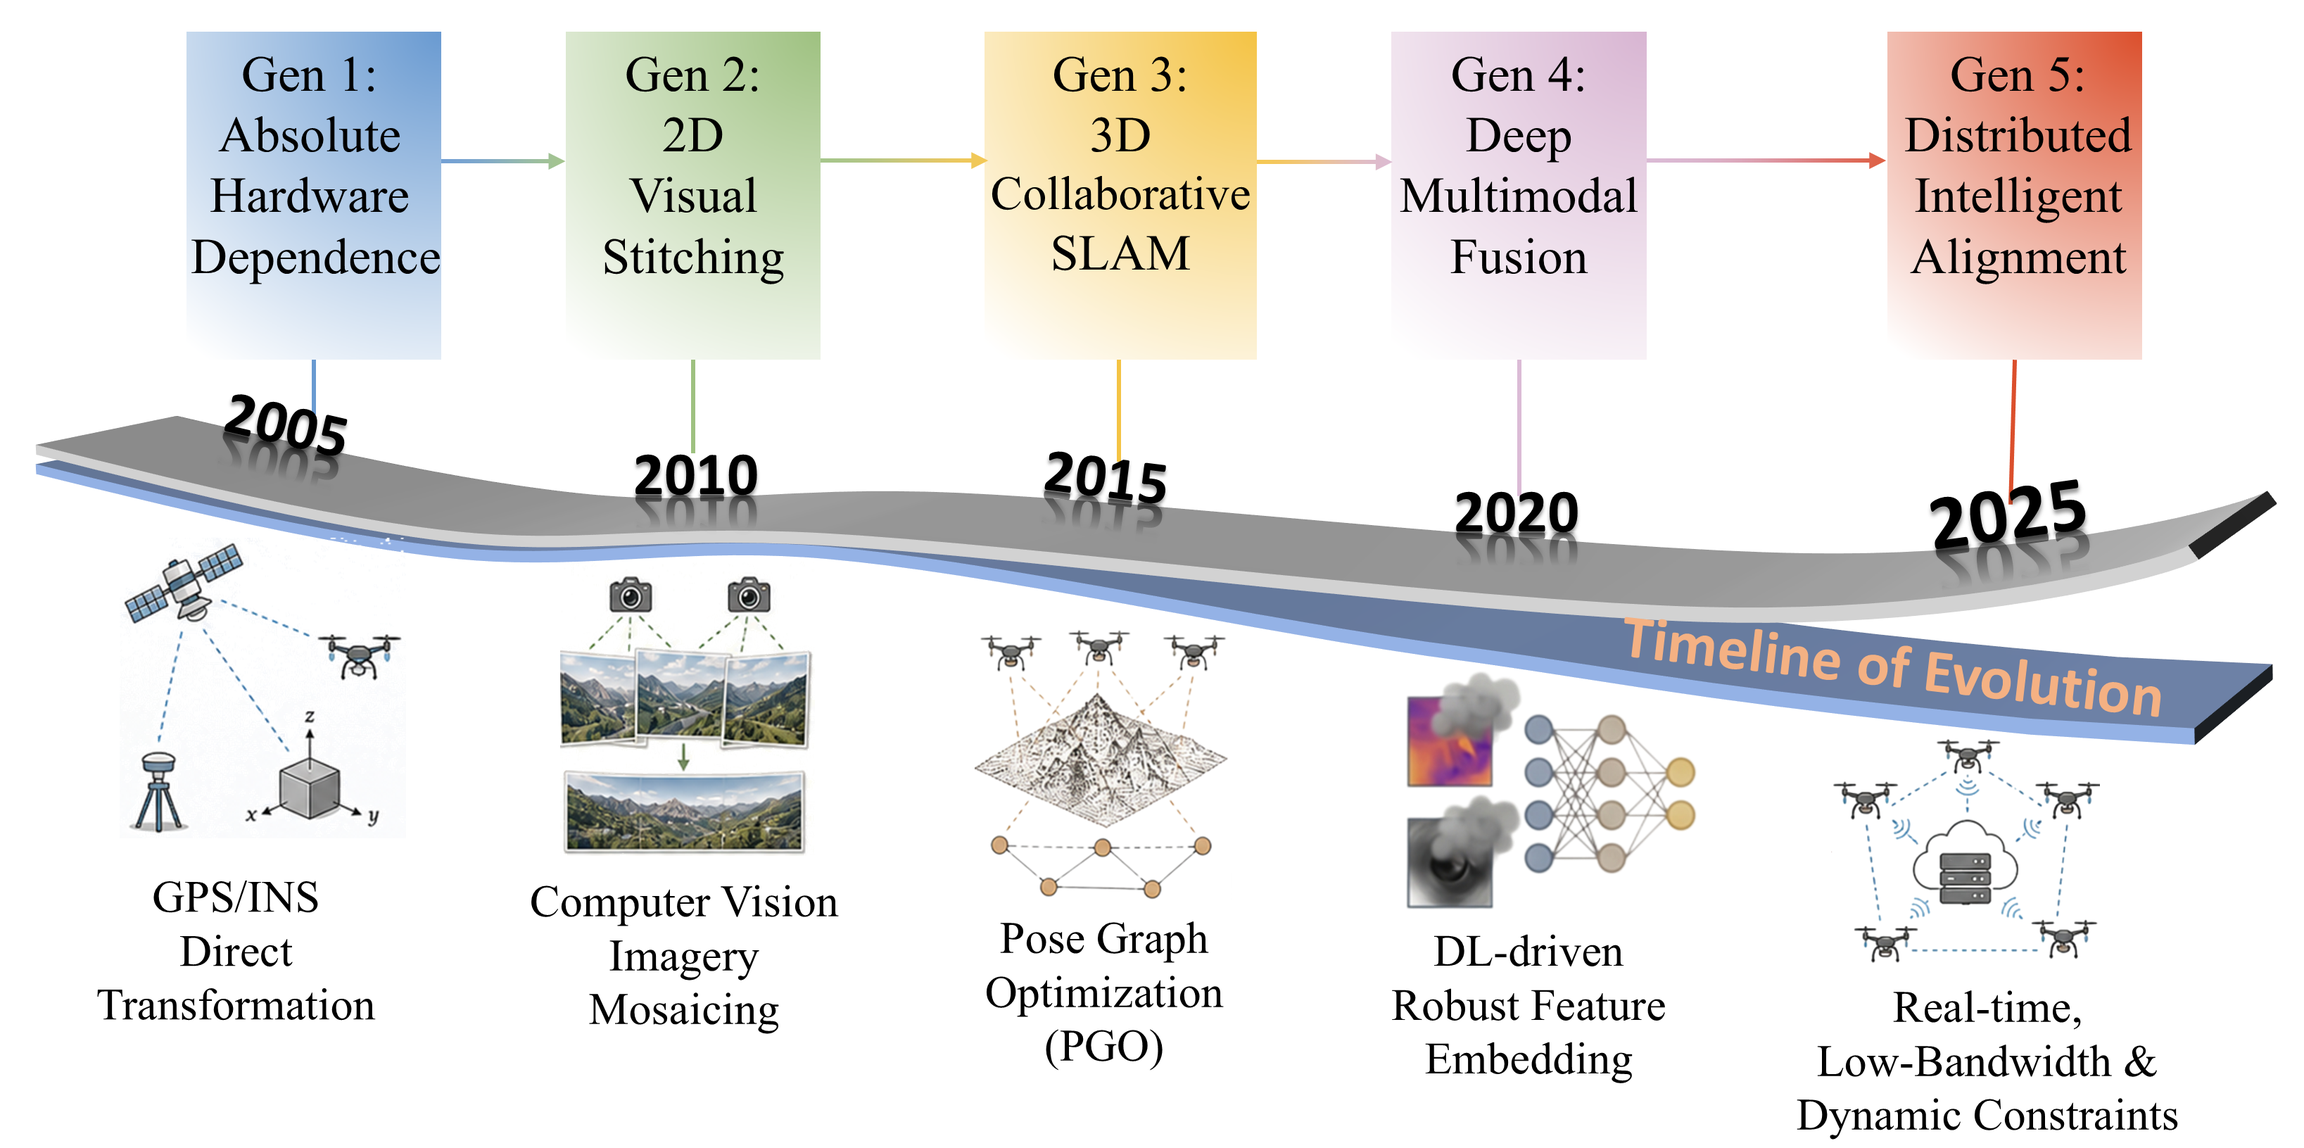 Gen 1:
Absolute
Hardware
Dependence
Gen 2:
2D
Visual
Stitching
Gen 3:
3D
Collaborative
SLAM
Gen 4:
Deep
Multimodal
Fusion
Gen 5:
Distributed
Intelligent
Alignment
2005
2010
2015
2020
2025
Timeline of Evolution
z
x
y
GPS/INS
Direct
Transformation
Computer Vision
Imagery
Mosaicing
Pose Graph
Optimization
(PGO)
DL-driven
Robust Feature
Embedding
Real-time,
Low-Bandwidth &
Dynamic Constraints